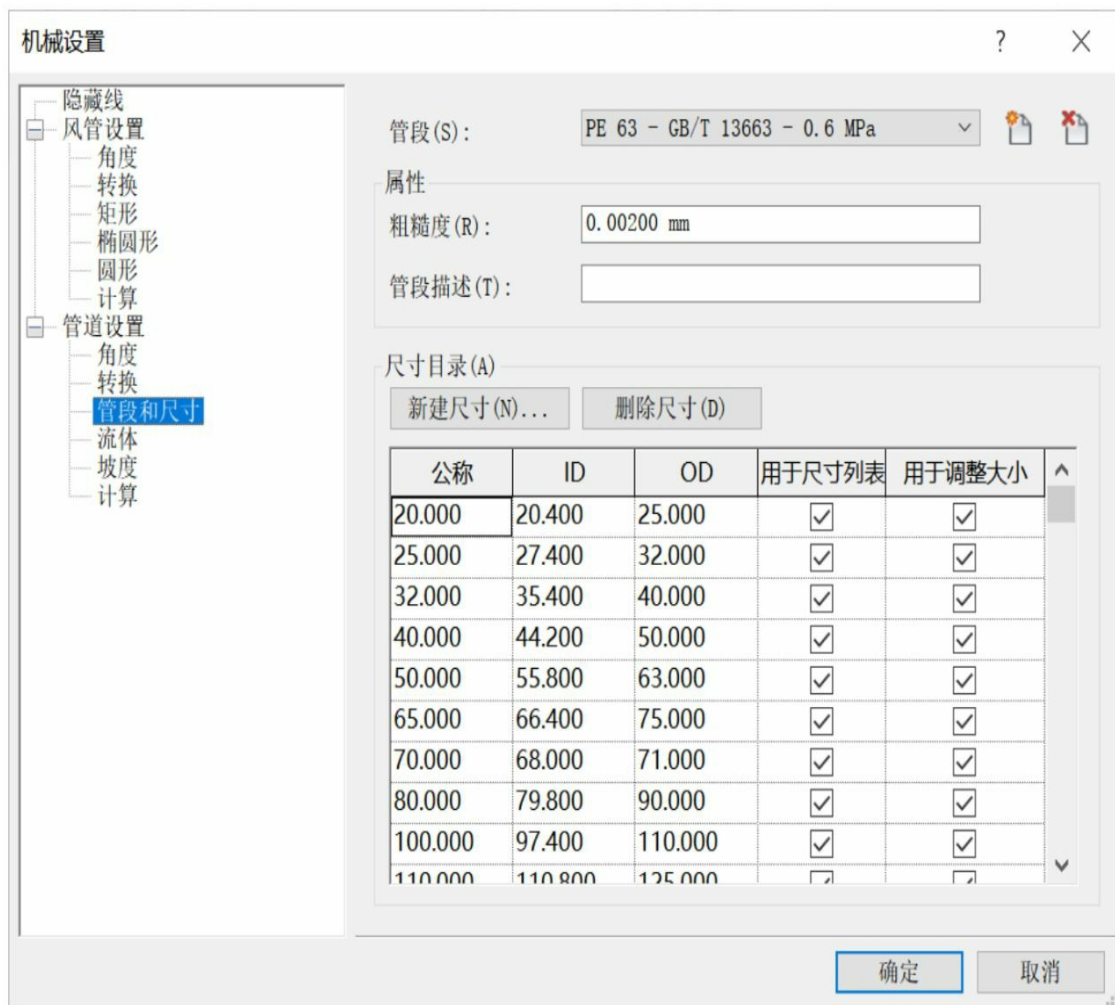 机械设置
隐藏线
风管设置
角度
转换
矩形
椭圆形
圆形
计算
管道设置
角度
转换
管段和尺寸
流体
坡度
计算
管段(S):
PE 63 - GB/T 13663 - 0.6 MPa
属性
粗糙度(R):
0.00200 mm
管段描述(T):
尺寸目录(A)
新建尺寸(N)... 删除尺寸(D)
公称 ID OD 用于尺寸列表 用于调整大小
20.000 20.400 25.000
25.000 27.400 32.000
32.000 35.400 40.000
40.000 44.200 50.000
50.000 55.800 63.000
65.000 66.400 75.000
70.000 68.000 71.000
80.000 79.800 90.000
100.000 97.400 110.000
110.000 110.800 125.000
确定 取消